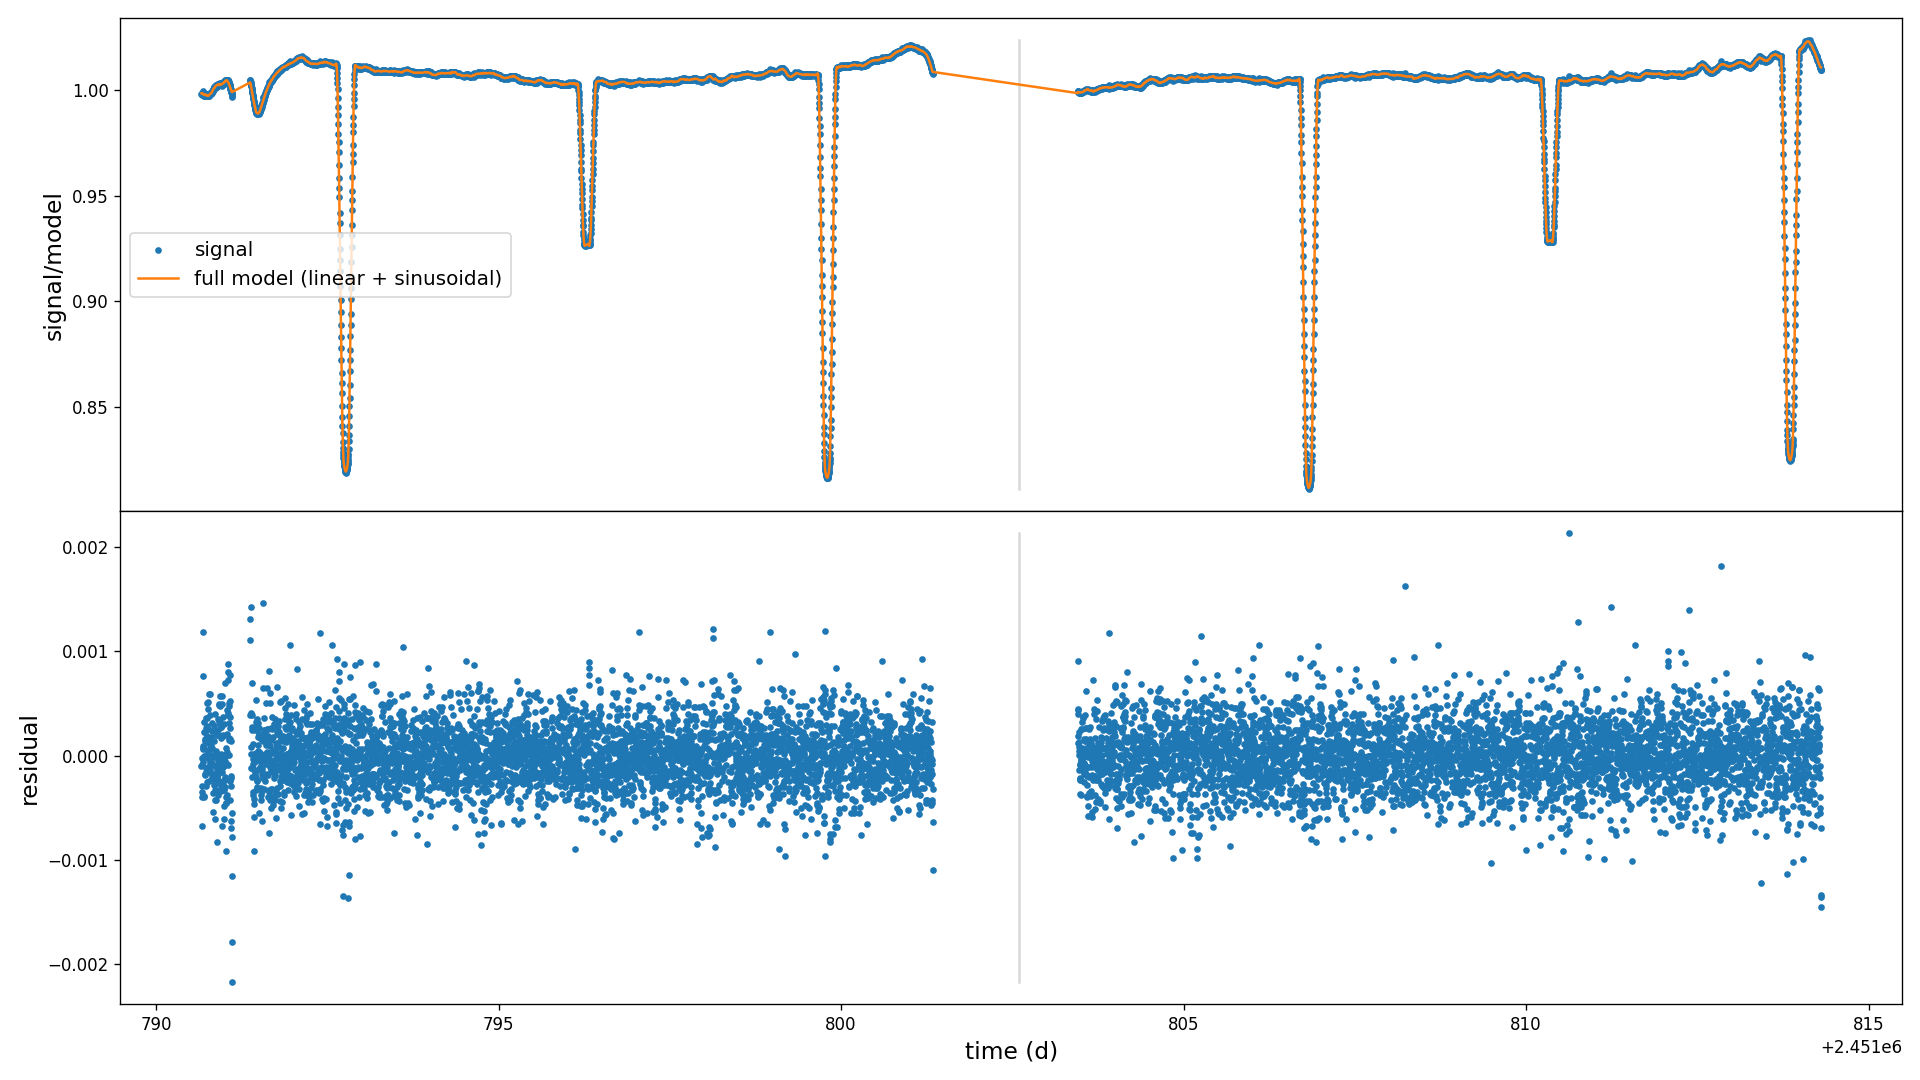 1.00
0.95
0.90
0.85
signal/model
signal
full model (linear + sinusoidal)
0.002
0.001
0.000
−0.001
−0.002
residual
790
795
800
805
810
815
time (d)
+2.451e6